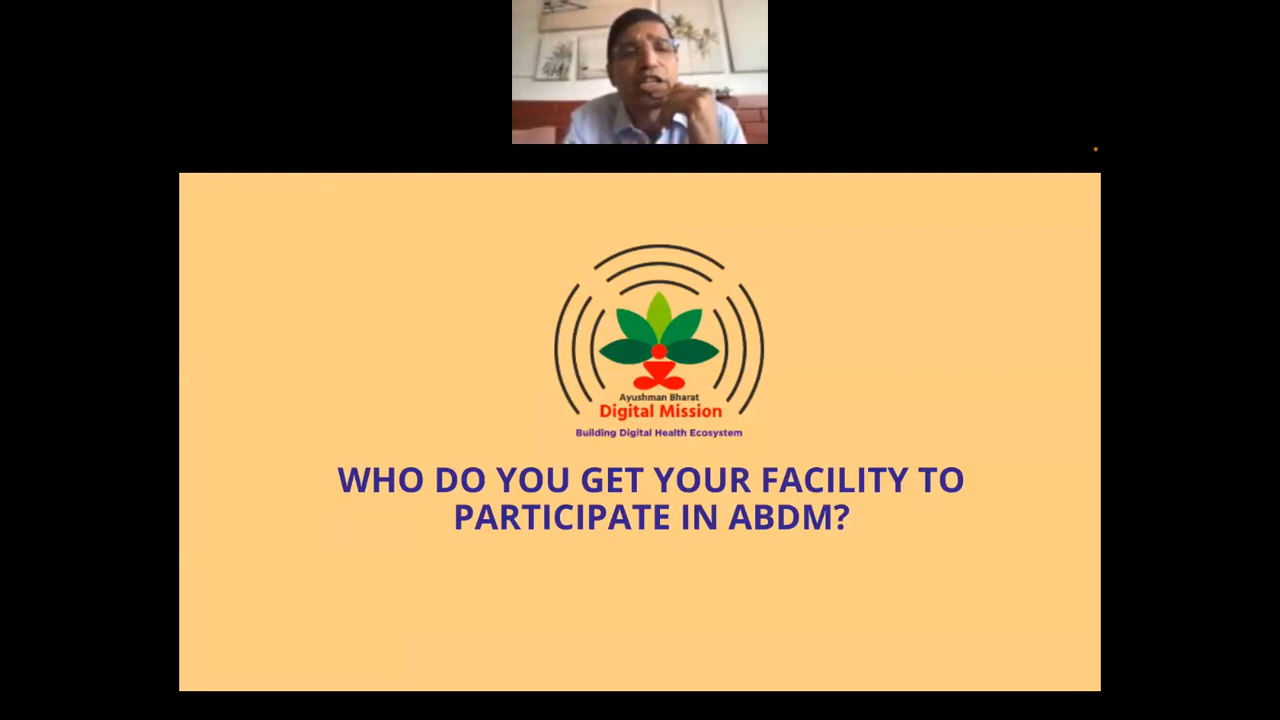 Ayushman Bharat
Digital Mission
Building Digital Health Ecosystem
WHO DO YOU GET YOUR FACILITY TO
PARTICIPATE IN ABDM?